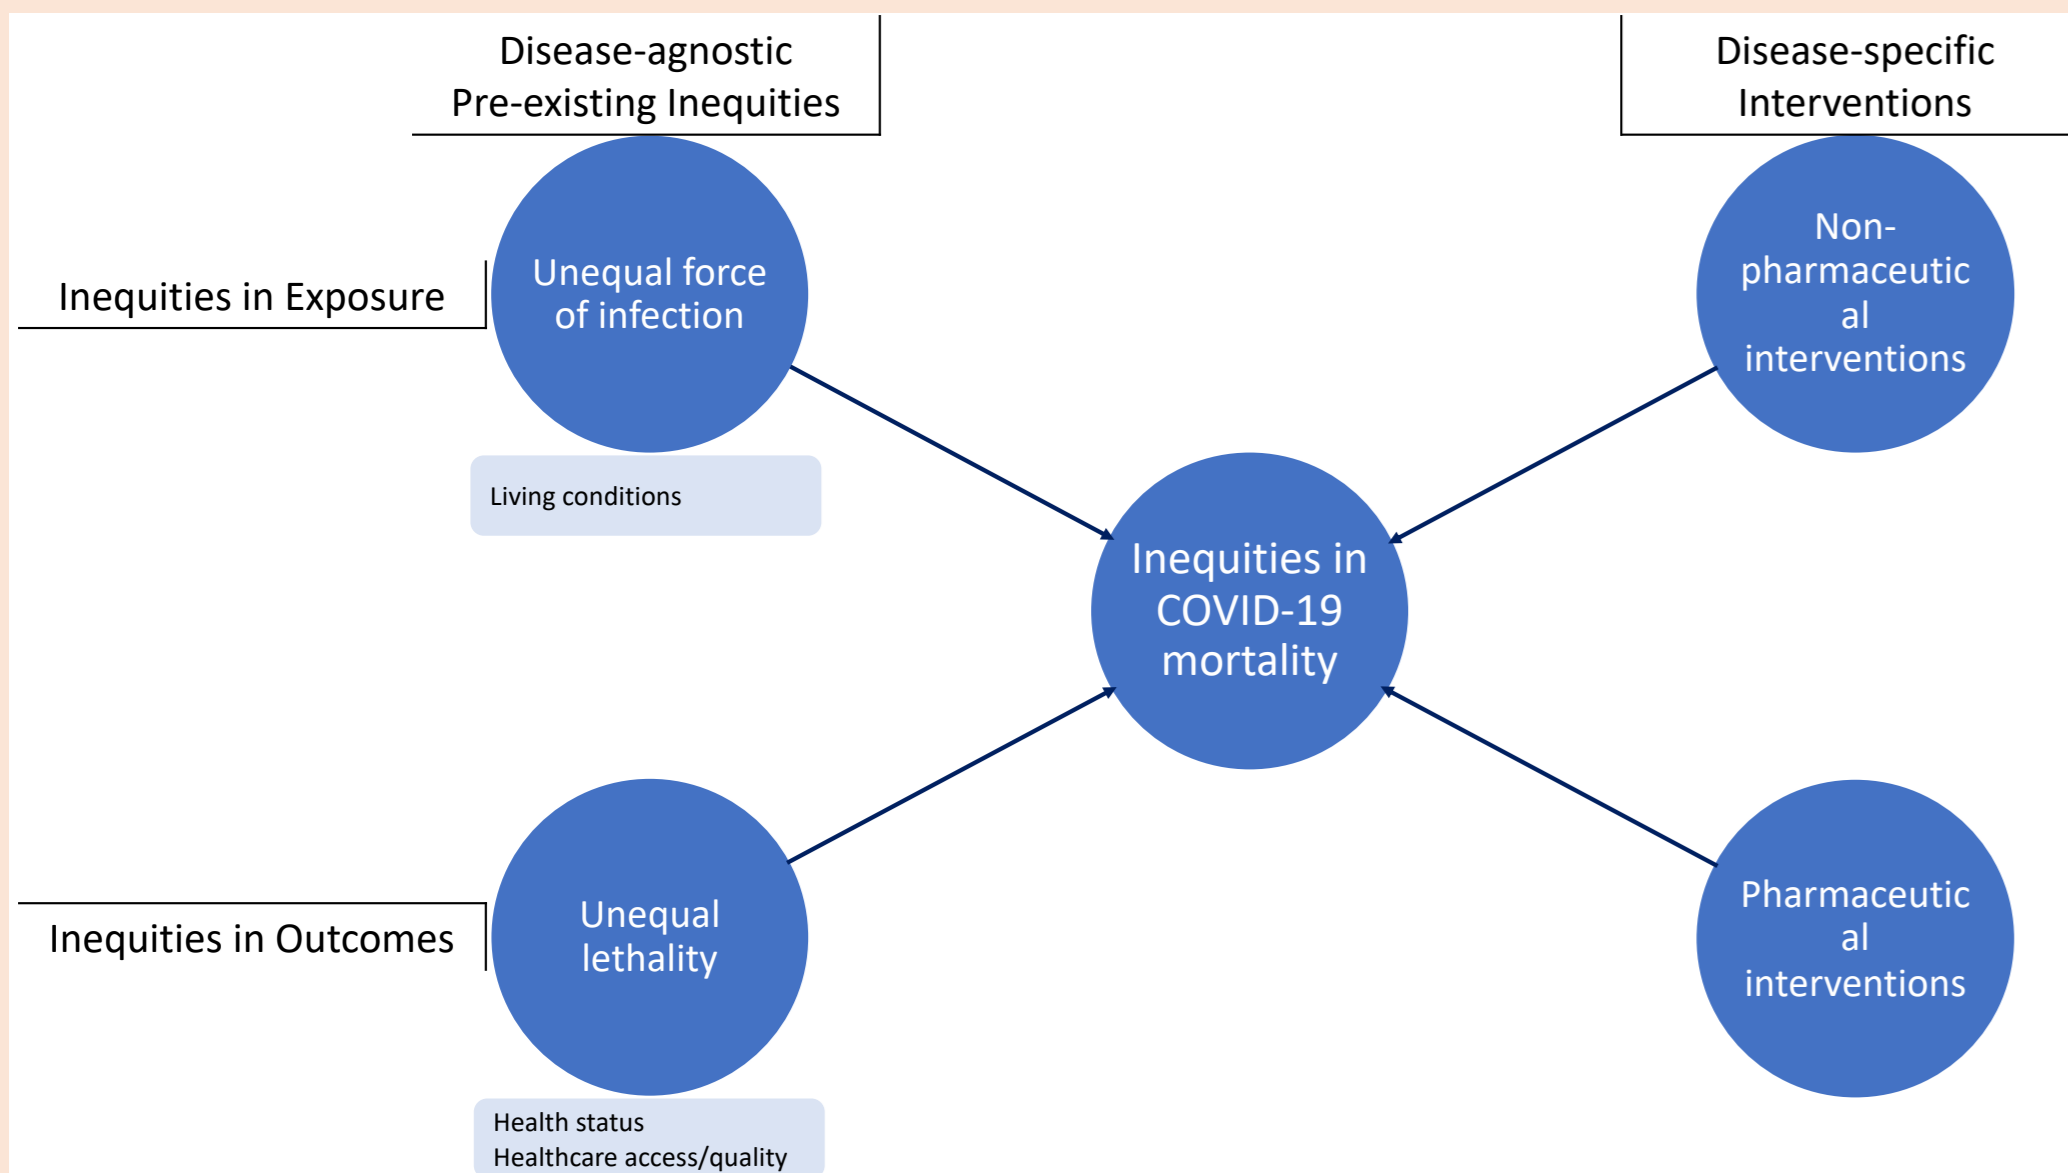 Disease-agnostic
Pre-existing Inequities
Disease-specific
Interventions
Inequities in Exposure
Unequal force
of infection
Non-
pharmaceutic
al
interventions
Living conditions
Inequities in
COVID-19
mortality
Inequities in Outcomes
Unequal
lethality
Pharmaceutic
al
interventions
Health status
Healthcare access/quality